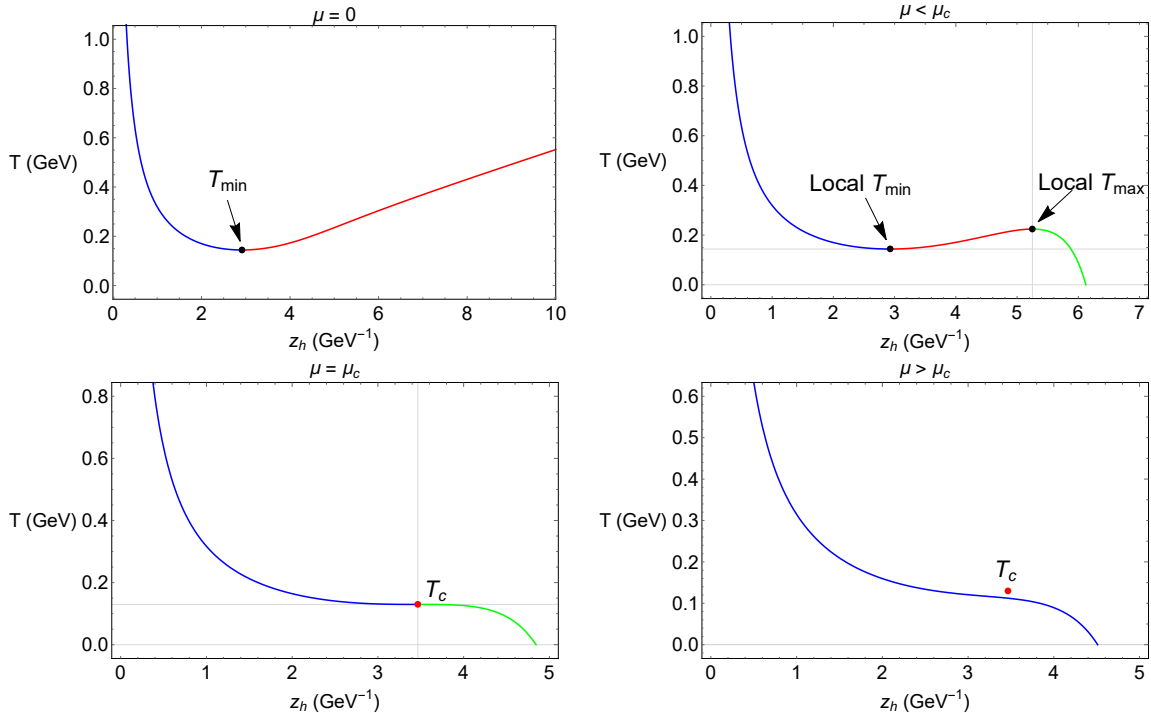 μ = 0
1.0
0.8
0.6
0.4
0.2
0.0
T (GeV)
T_min
0 2 4 6 8 10
z_h (GeV⁻¹)
μ < μ_c
1.0
0.8
0.6
0.4
0.2
0.0
T (GeV)
Local T_min
Local T_max
0 1 2 3 4 5 6 7
z_h (GeV⁻¹)
μ = μ_c
0.8
0.6
0.4
0.2
0.0
T (GeV)
T_c
0 1 2 3 4 5
z_h (GeV⁻¹)
μ > μ_c
0.6
0.5
0.4
0.3
0.2
0.1
0.0
T (GeV)
T_c
0 1 2 3 4 5
z_h (GeV⁻¹)